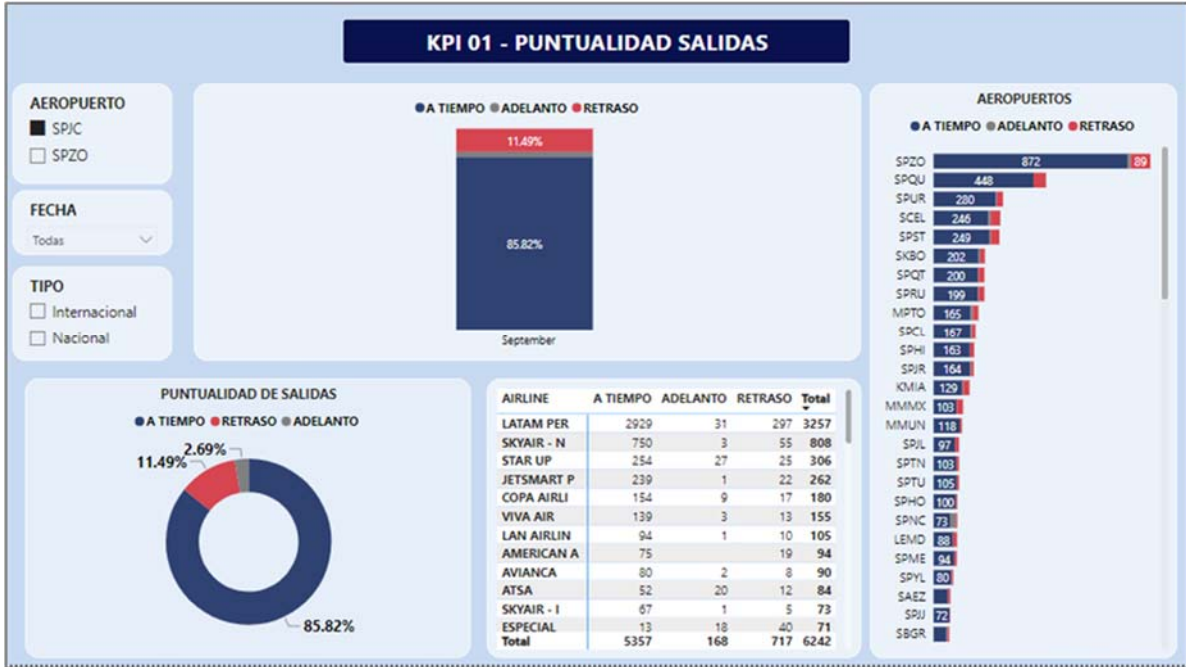 KPI 01 - PUNTUALIDAD SALIDAS
AEROPUERTO
SPJC
SPZO
FECHA
Todas
TIPO
Internacional
Nacional
A TIEMPO ADELANTO RETRASO
11.49%
85.82%
September
PUNTUALIDAD DE SALIDAS
A TIEMPO RETRASO ADELANTO
2.69%
11.49%
85.82%
AIRLINE A TIEMPO ADELANTO RETRASO Total
LATAM PER 2929 31 297 3257
SKYAIR - N 750 3 55 808
STAR UP 254 27 25 306
JETSMART P 239 1 22 262
COPA AIRLI 154 9 17 180
VIVA AIR 139 3 13 155
LAN AIRLIN 94 1 10 105
AMERICAN A 75 19 94
AVIANCA 80 2 8 90
ATSA 52 20 12 84
SKYAIR - I 67 1 5 73
ESPECIAL 13 18 40 71
Total 5357 168 717 6242
AEROPUERTOS
A TIEMPO ADELANTO RETRASO
SPZO 872 89
SPQU 448
SPUR 280
SCEL 246
SPST 249
SKBO 202
SPQT 200
SPRU 199
MPTO 165
SPCL 167
SPHI 163
SPJR 164
KMIA 129
MMMX 103
MMUN 118
SPJL 97
SPTN 103
SPTU 105
SPHO 100
SPNC 73
LEMD 88
SPME 94
SPYL 80
SAEZ
SPJJ 72
SBGR